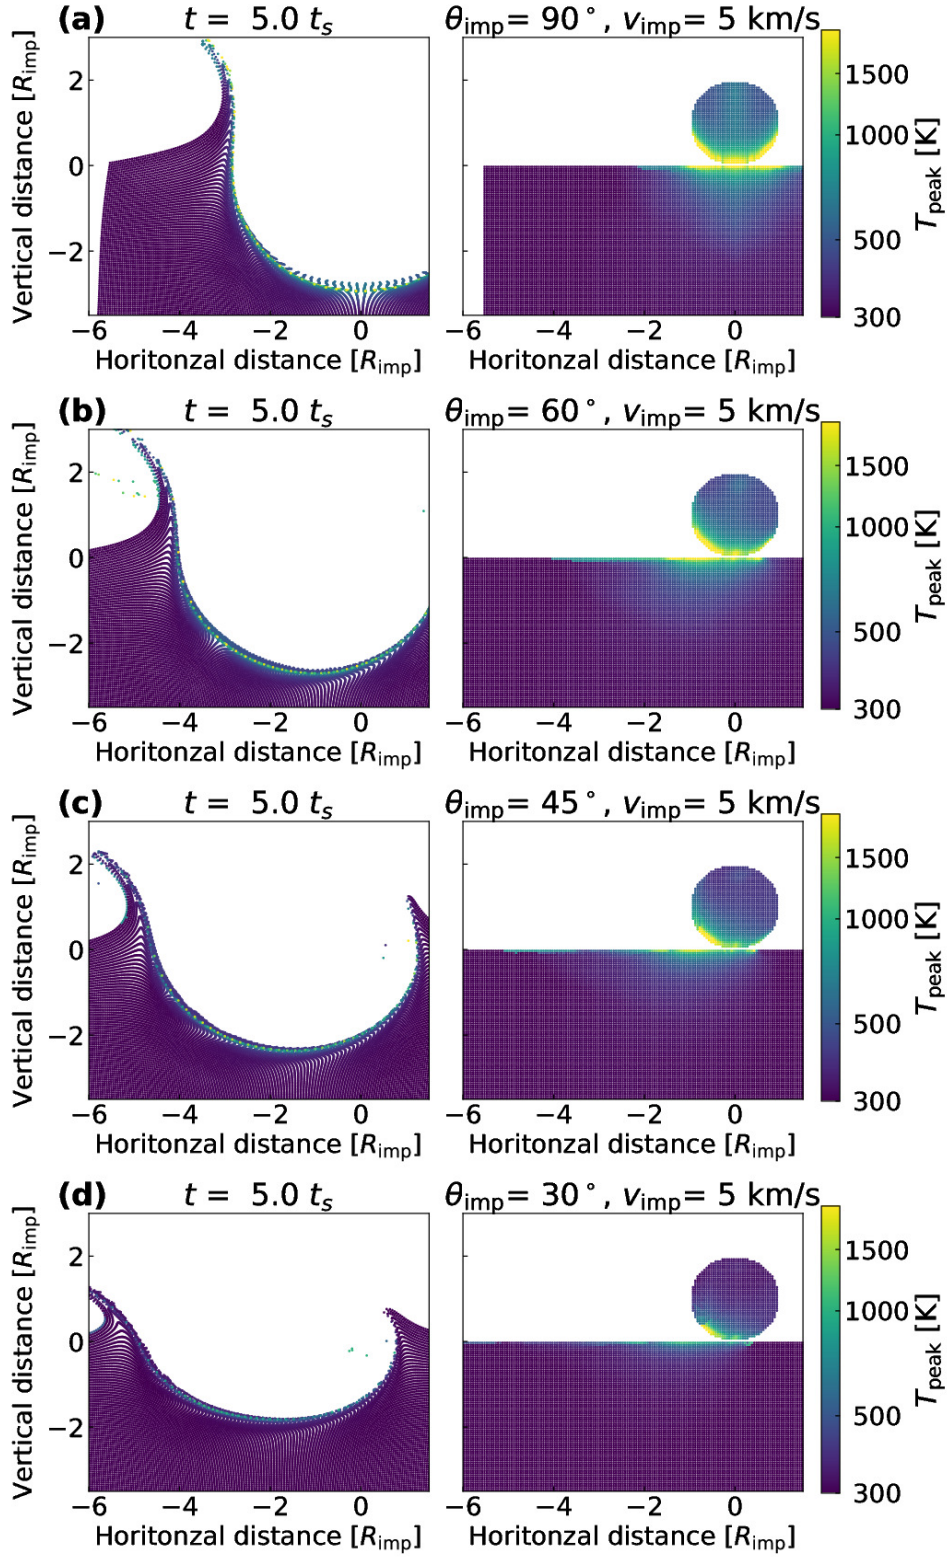 (a) t = 5.0 t_s θ_imp = 90°, v_imp = 5 km/s
Vertical distance [R_imp]
2
0
−2
−6 −4 −2 0
Horitonzal distance [R_imp]
−6 −4 −2 0
Horitonzal distance [R_imp]
1500
1000
500
300
T_peak [K]
(b) t = 5.0 t_s θ_imp = 60°, v_imp = 5 km/s
Vertical distance [R_imp]
2
0
−2
−6 −4 −2 0
Horitonzal distance [R_imp]
−6 −4 −2 0
Horitonzal distance [R_imp]
1500
1000
500
300
T_peak [K]
(c) t = 5.0 t_s θ_imp = 45°, v_imp = 5 km/s
Vertical distance [R_imp]
2
0
−2
−6 −4 −2 0
Horitonzal distance [R_imp]
−6 −4 −2 0
Horitonzal distance [R_imp]
1500
1000
500
300
T_peak [K]
(d) t = 5.0 t_s θ_imp = 30°, v_imp = 5 km/s
Vertical distance [R_imp]
2
0
−2
−6 −4 −2 0
Horitonzal distance [R_imp]
−6 −4 −2 0
Horitonzal distance [R_imp]
1500
1000
500
300
T_peak [K]